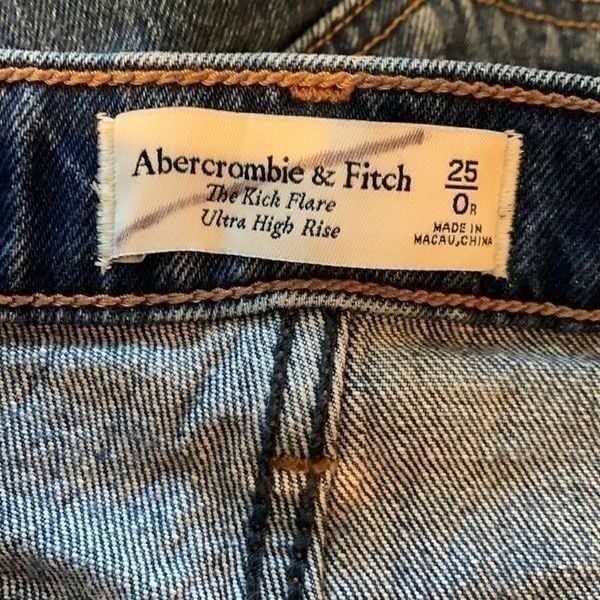 Abercrombie & Fitch
The Kick Flare
Ultra High Rise
25
0R
MADE IN
MACAU,CHINA